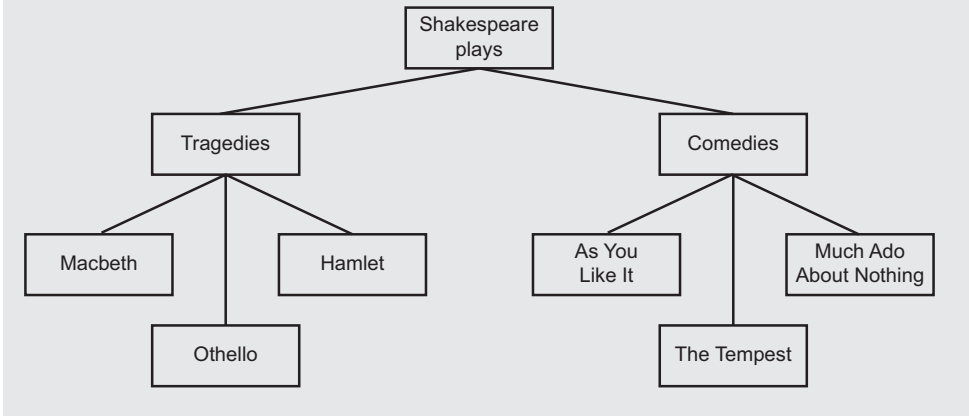 Shakespeare
plays
Tragedies
Comedies
Macbeth
Hamlet
As You
Like It
Much Ado
About Nothing
Othello
The Tempest